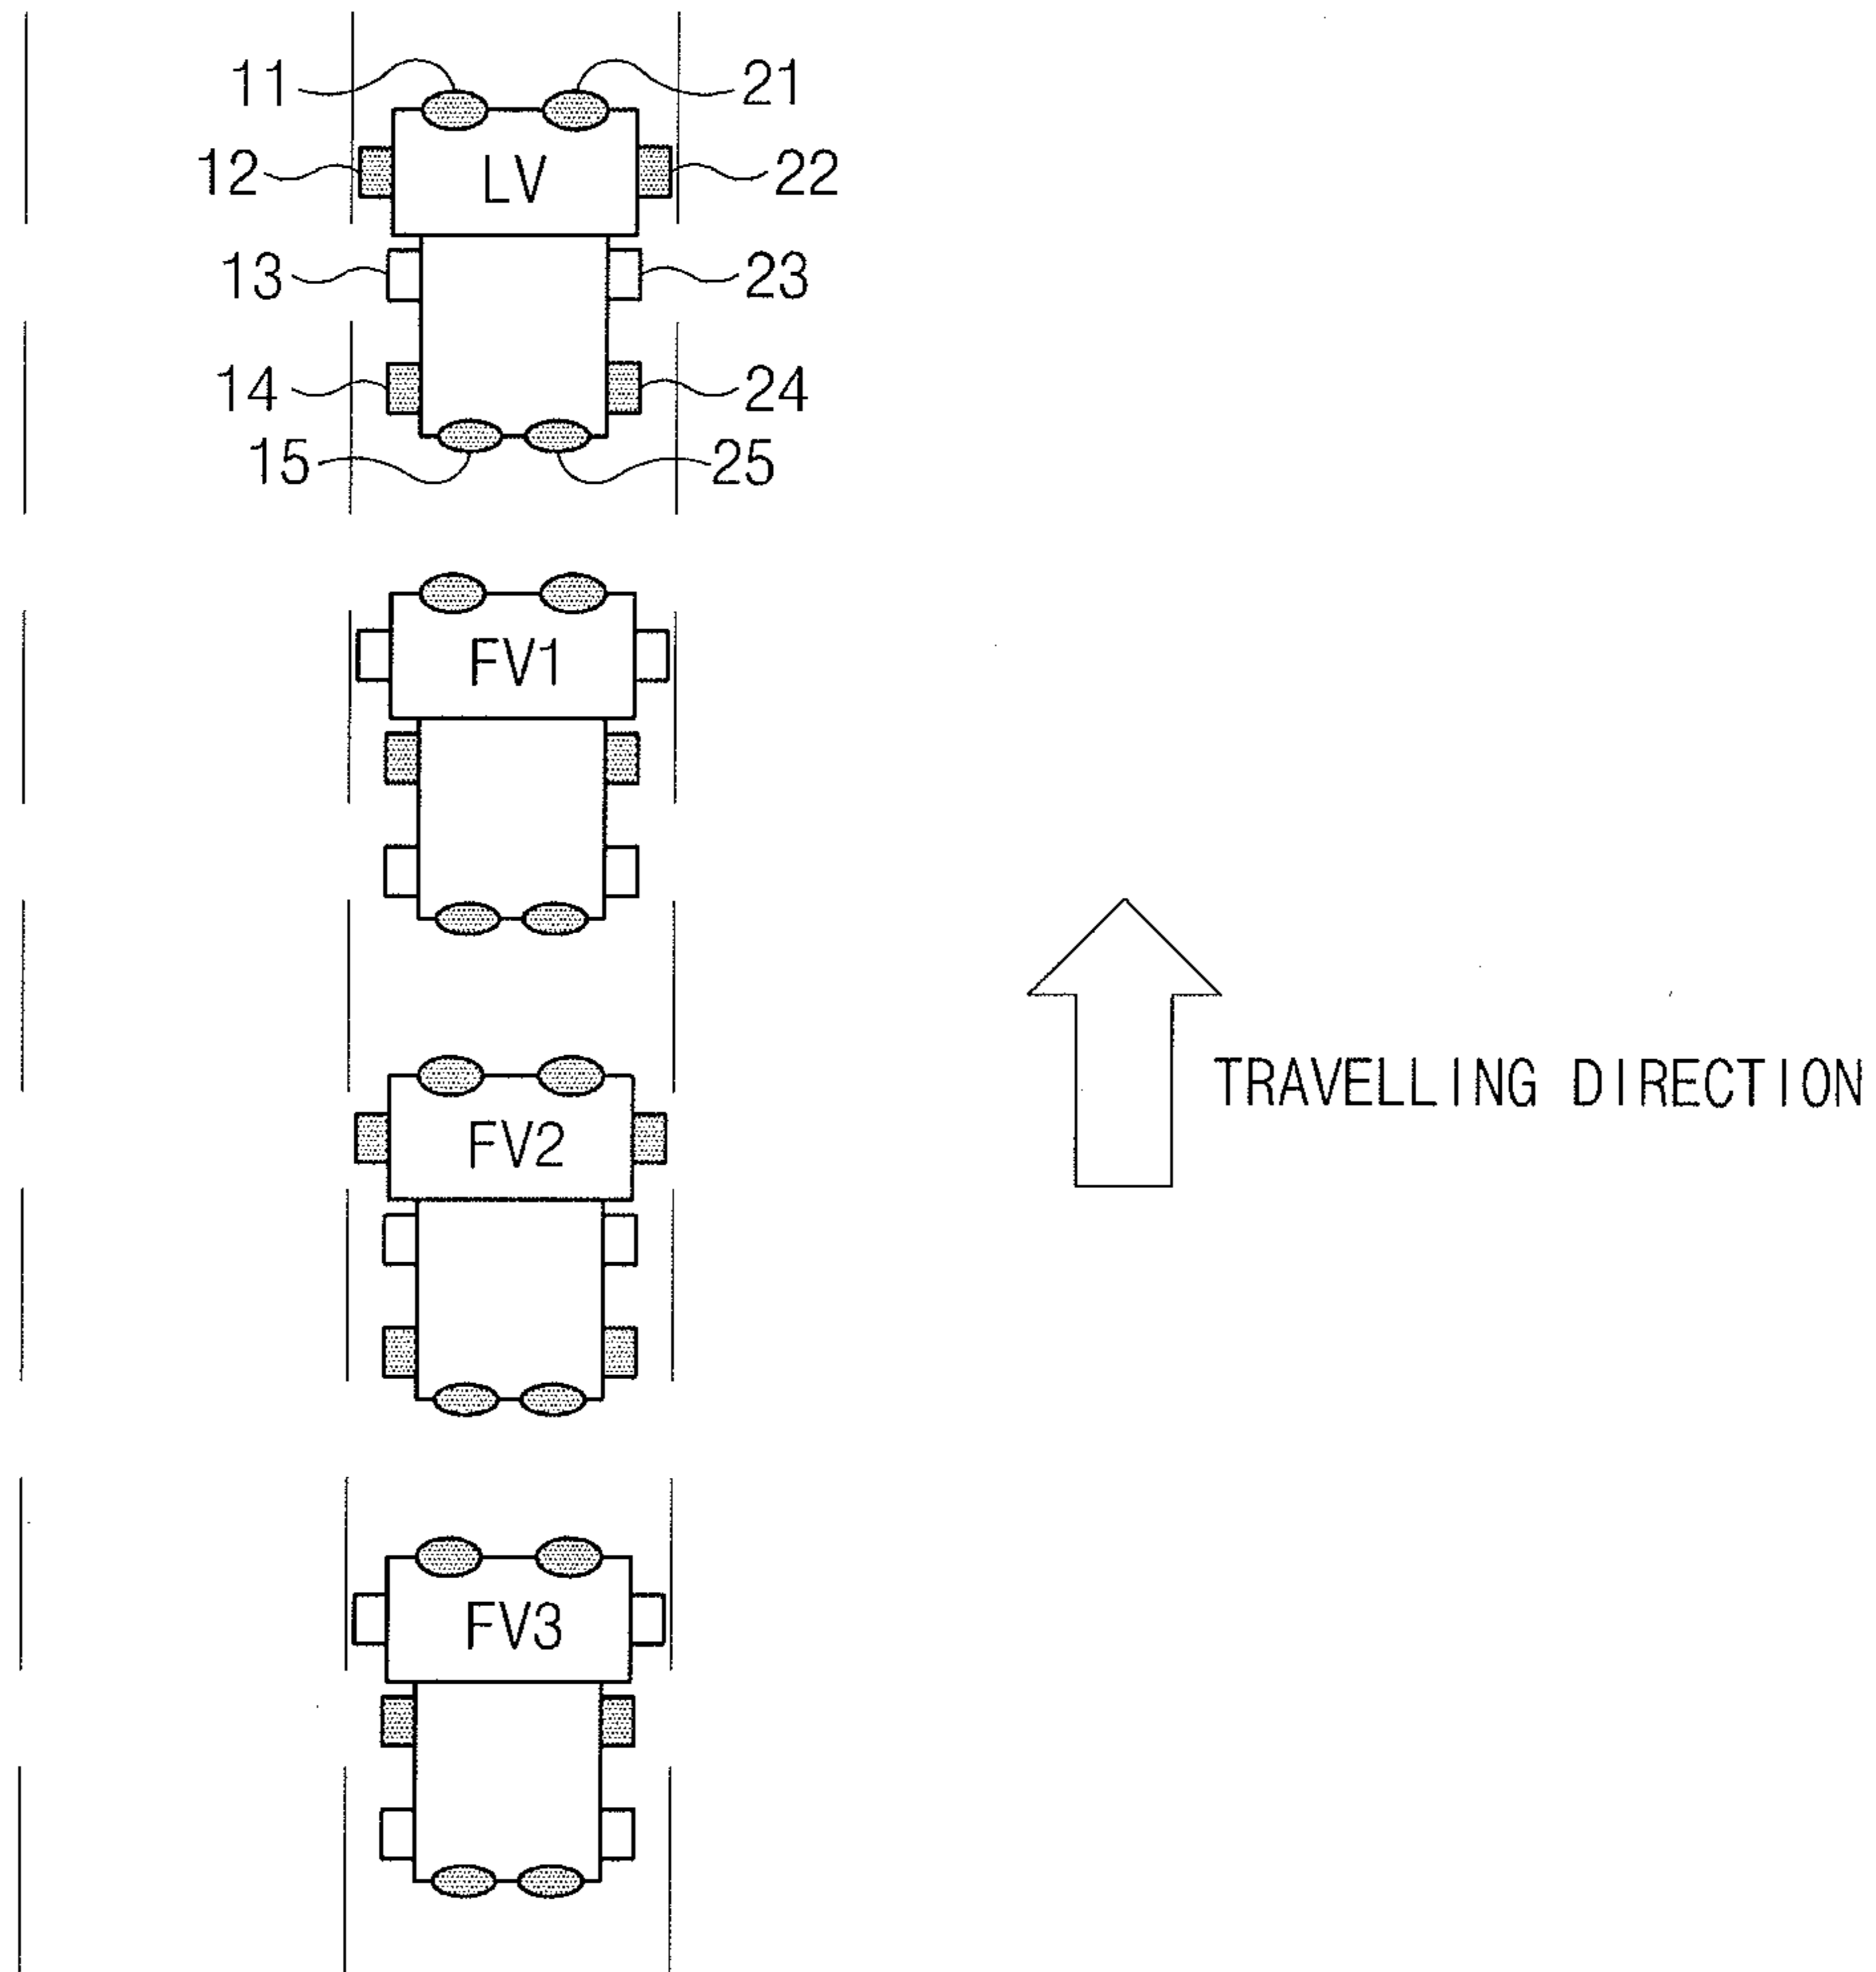 11 21
12 LV 22
13 23
14 24
15 25
FV1
TRAVELLING DIRECTION
FV2
FV3